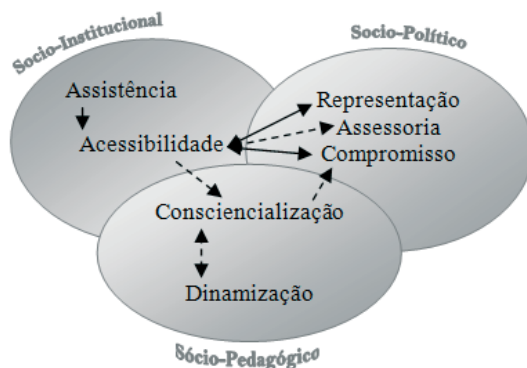 Socio-Institucional
Socio-Político
Assistência
Representação
Assessoria
Acessibilidade
Compromisso
Consciencialização
Dinamização
Sócio-Pedagógico